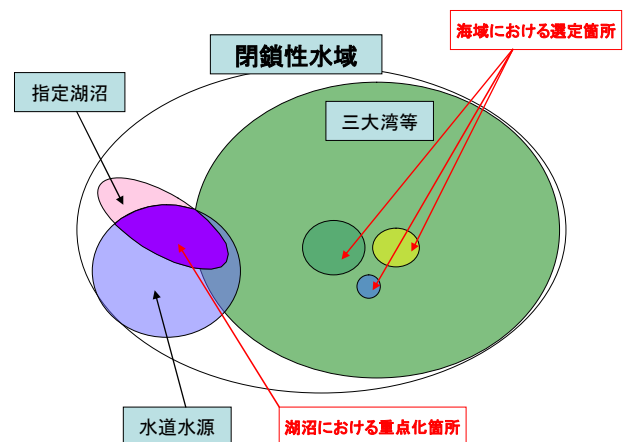 海域における選定箇所
閉鎖性水域
指定湖沼
三大湾等
水道水源
湖沼における重点化箇所